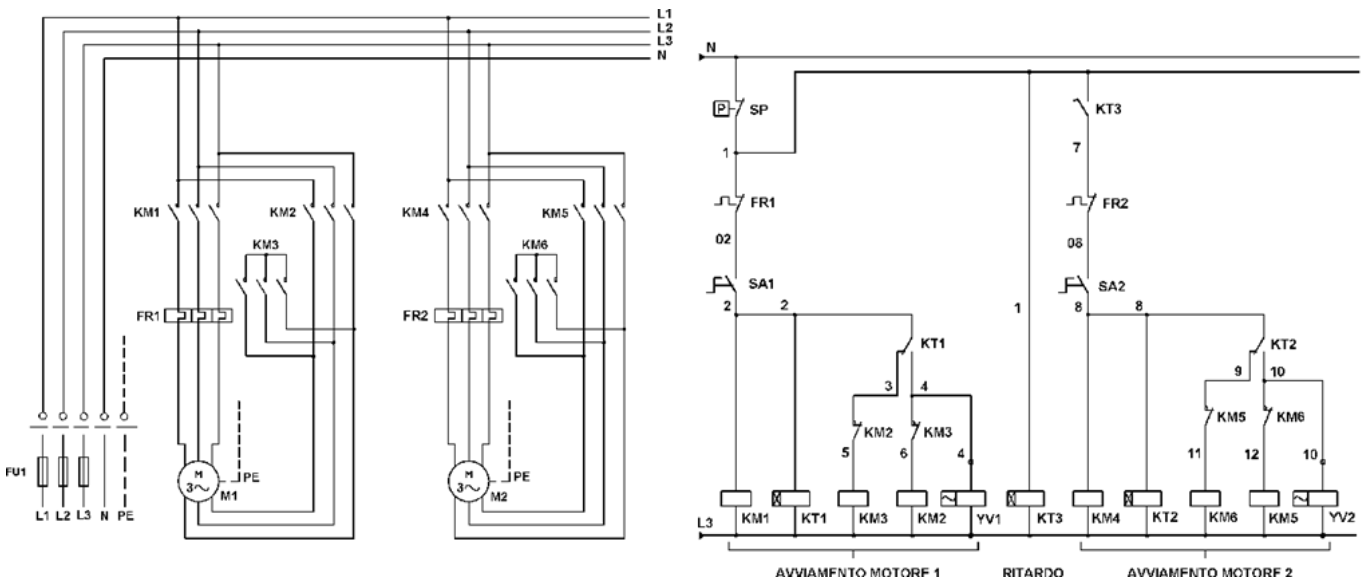 L1
L2
L3
N
KM1
KM2
KM3
FR1
M
3~
M1
PE
KM4
KM5
KM6
FR2
M
3~
M2
PE
FU1
L1 L2 L3 N PE
N
P
SP
1
FR1
02
SA1
2
2
KT1
3
4
KM2
KM3
5
6
4
KT3
7
FR2
08
SA2
1
8
8
KT2
9
10
KM5
KM6
11
12
10
L3
KM1 KT1 KM3 KM2 YV1 KT3 KM4 KT2 KM6 KM5 YV2
AVVIAMENTO MOTORE 1 RITARDO AVVIAMENTO MOTORE 2